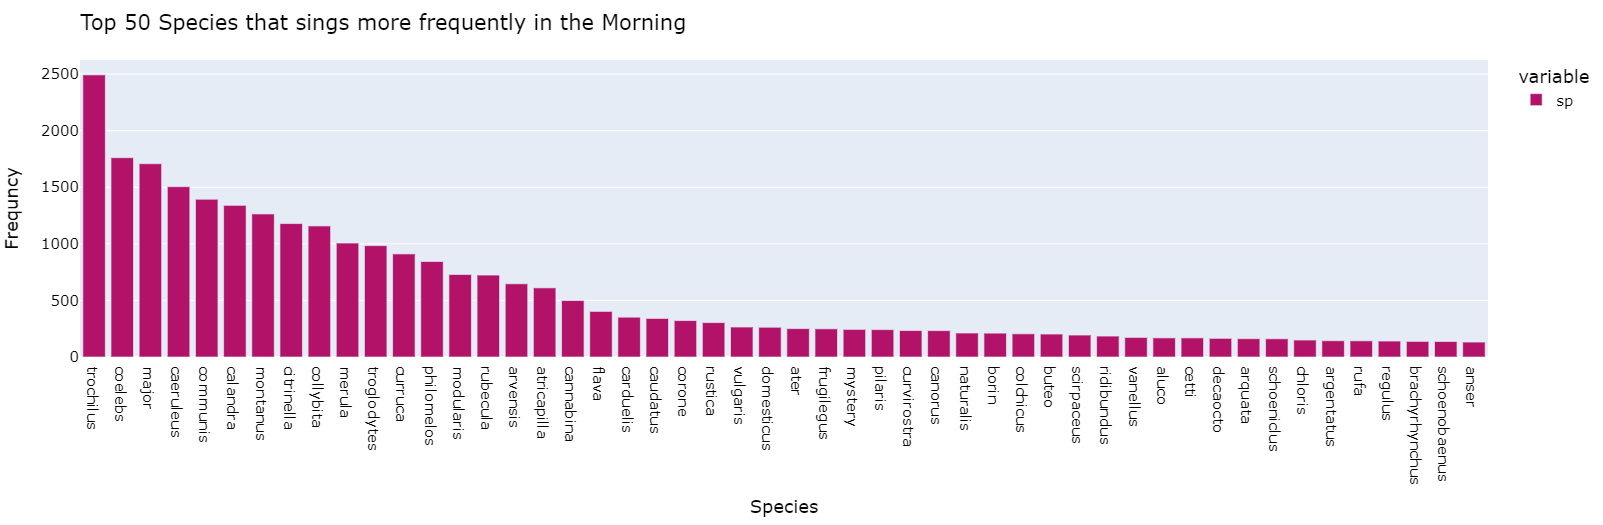 Top 50 Species that sings more frequently in the Morning
variable
sp
Frequncy
2500
2000
1500
1000
500
0
trochilus
coelebs
major
caeruleus
communis
calandra
montanus
citrinella
collybita
merula
troglodytes
curruca
philomelos
modularis
rubecula
arvensis
atricapilla
cannabina
flava
carduelis
caudatus
corone
rustica
vulgaris
domesticus
ater
frugilegus
mystery
pilaris
curvirostra
canorus
naturalis
borin
colchicus
buteo
scirpaceus
ridibundus
vanellus
aluco
cetti
decaocto
arquata
schoeniclus
chloris
argentatus
rufa
regulus
brachyrhynchus
schoenobaenus
anser
Species